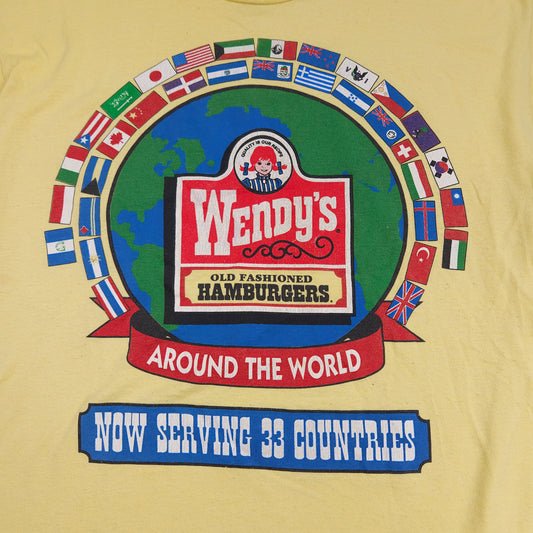 QUALITY IS OUR RECIPE
WENDY'S
OLD FASHIONED
HAMBURGERS.
AROUND THE WORLD
NOW SERVING 33 COUNTRIES
V I